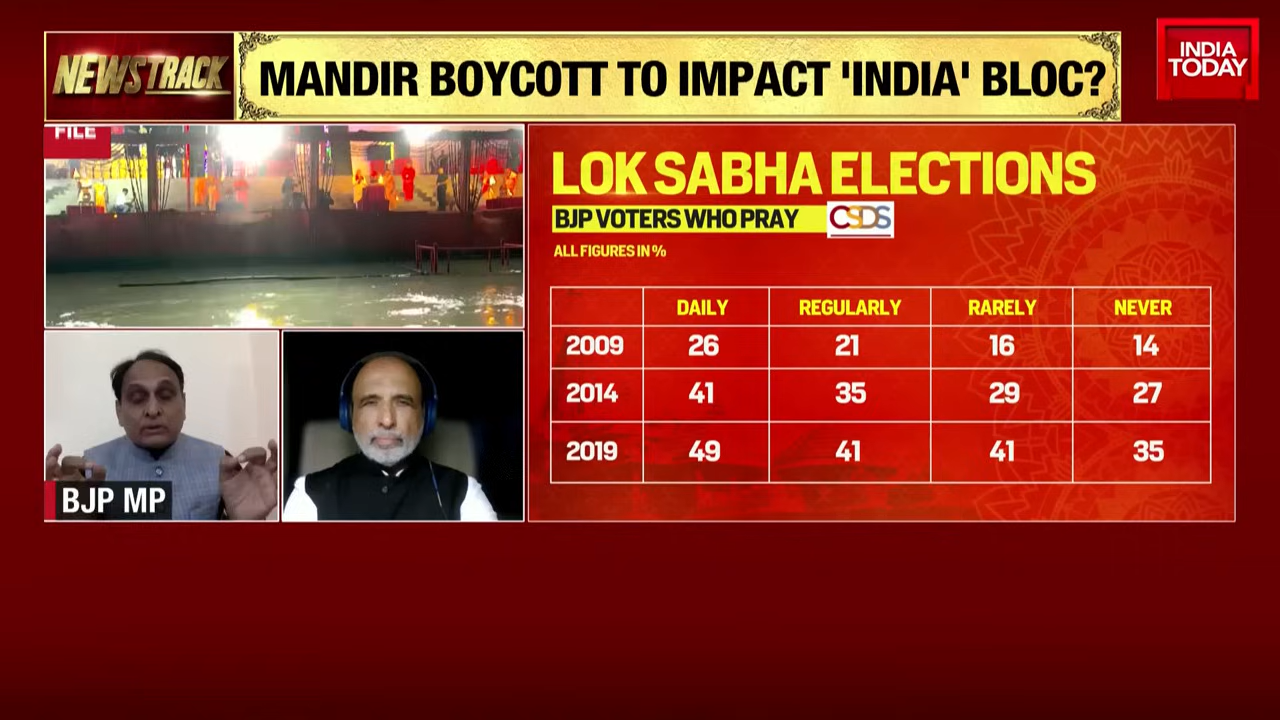 NEWSTRACK
MANDIR BOYCOTT TO IMPACT 'INDIA' BLOC?
INDIA
TODAY
FILE
BJP MP
LOK SABHA ELECTIONS
BJP VOTERS WHO PRAY CSDS
ALL FIGURES IN %
DAILY REGULARLY RARELY NEVER
2009 26 21 16 14
2014 41 35 29 27
2019 49 41 41 35